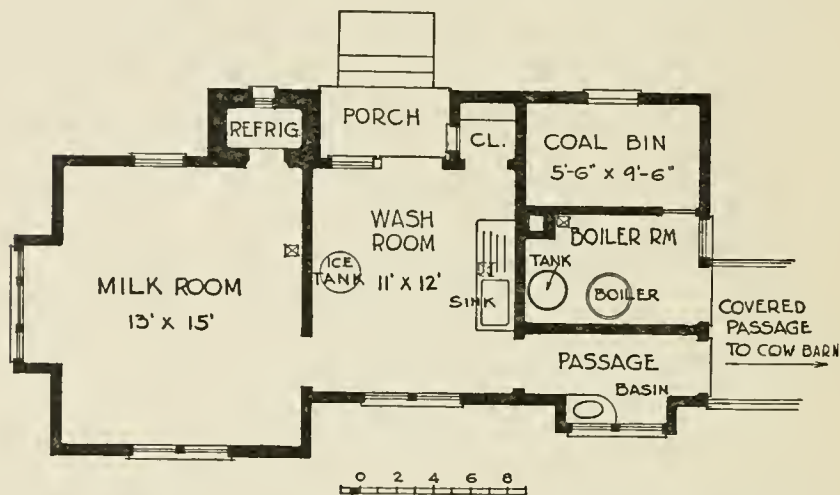 REFRIG.
PORCH
CL.
COAL BIN
5'-6" X 9'-6"
WASH
ROOM
11' X 12'
ICE
TANK
SINK
BOILER RM
TANK
BOILER
MILK ROOM
13' X 15'
COVERED
PASSAGE
TO COW BARN
PASSAGE
BASIN
0 2 4 6 8